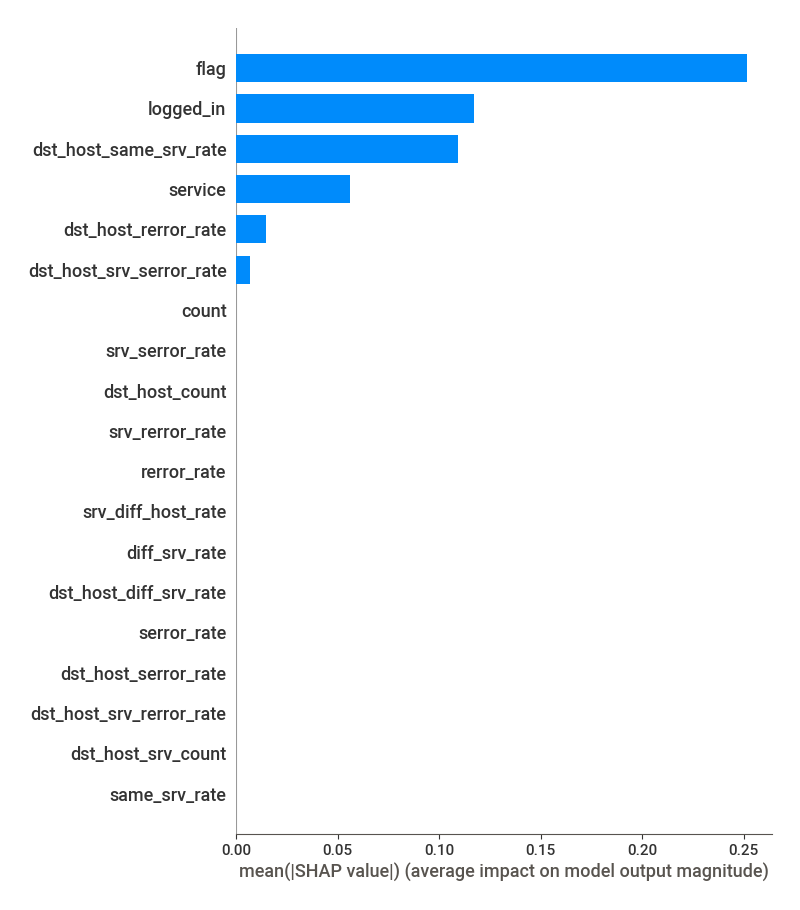 flag
logged_in
dst_host_same_srv_rate
service
dst_host_rerror_rate
dst_host_srv_serror_rate
count
srv_serror_rate
dst_host_count
srv_rerror_rate
rerror_rate
srv_diff_host_rate
diff_srv_rate
dst_host_diff_srv_rate
serror_rate
dst_host_serror_rate
dst_host_srv_rerror_rate
dst_host_srv_count
same_srv_rate
0.00 0.05 0.10 0.15 0.20 0.25
mean(|SHAP value|) (average impact on model output magnitude)